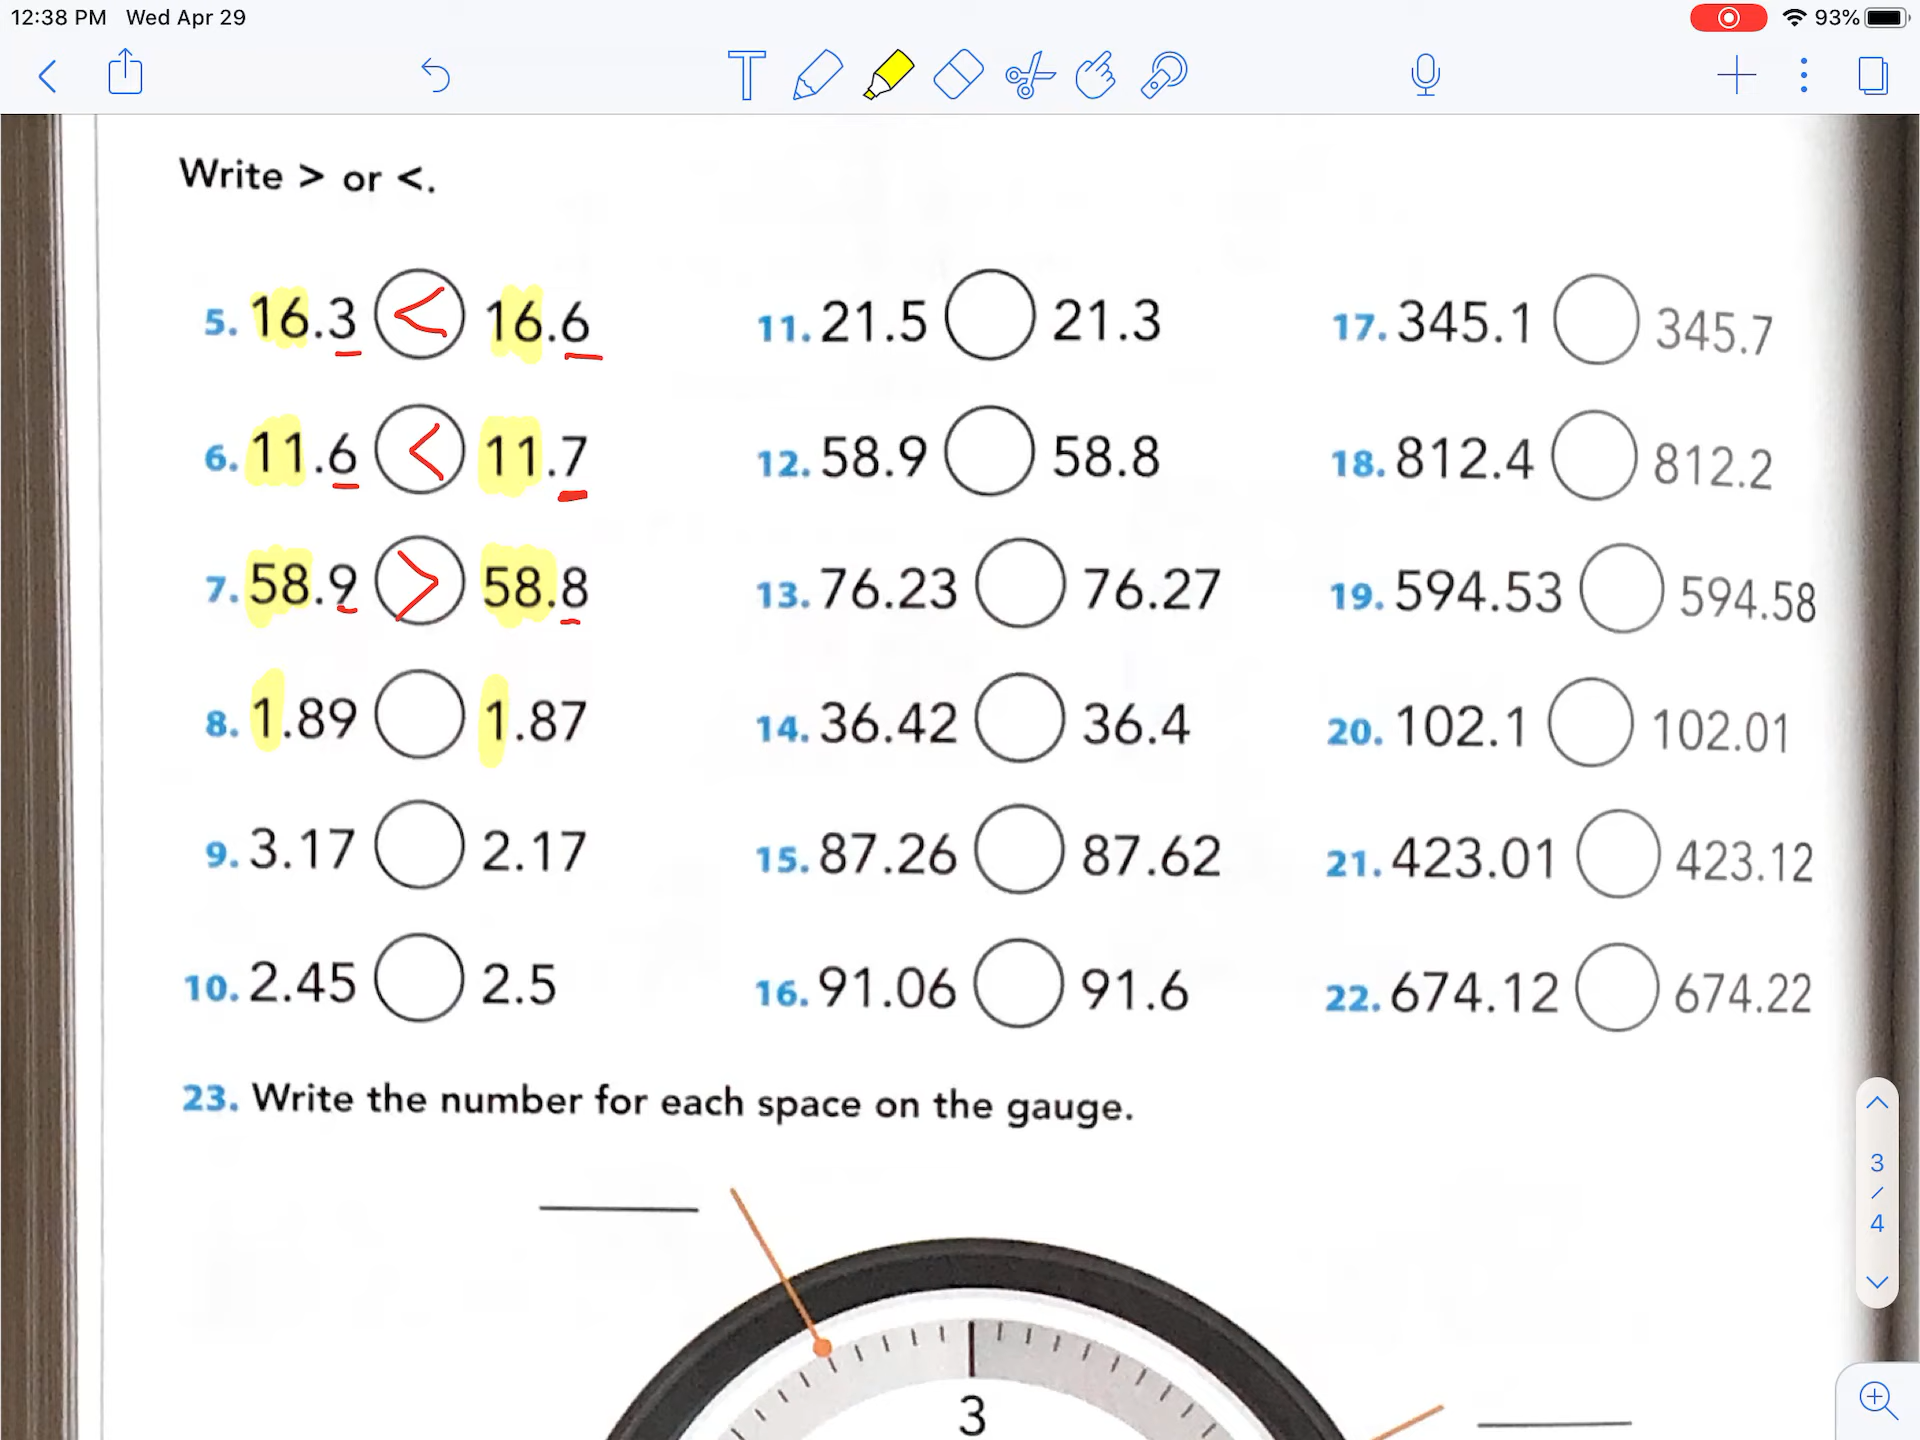 12:38 PM Wed Apr 29 93%
T
Write > or <.
5. 16.3 < 16.6
11. 21.5 21.3
17. 345.1 345.7
6. 11.6 < 11.7
12. 58.9 58.8
18. 812.4 812.2
7. 58.9 > 58.8
13. 76.23 76.27
19. 594.53 594.58
8. 1.89 1.87
14. 36.42 36.4
20. 102.1 102.01
9. 3.17 2.17
15. 87.26 87.62
21. 423.01 423.12
10. 2.45 2.5
16. 91.06 91.6
22. 674.12 674.22
23. Write the number for each space on the gauge.
3
3
/
4